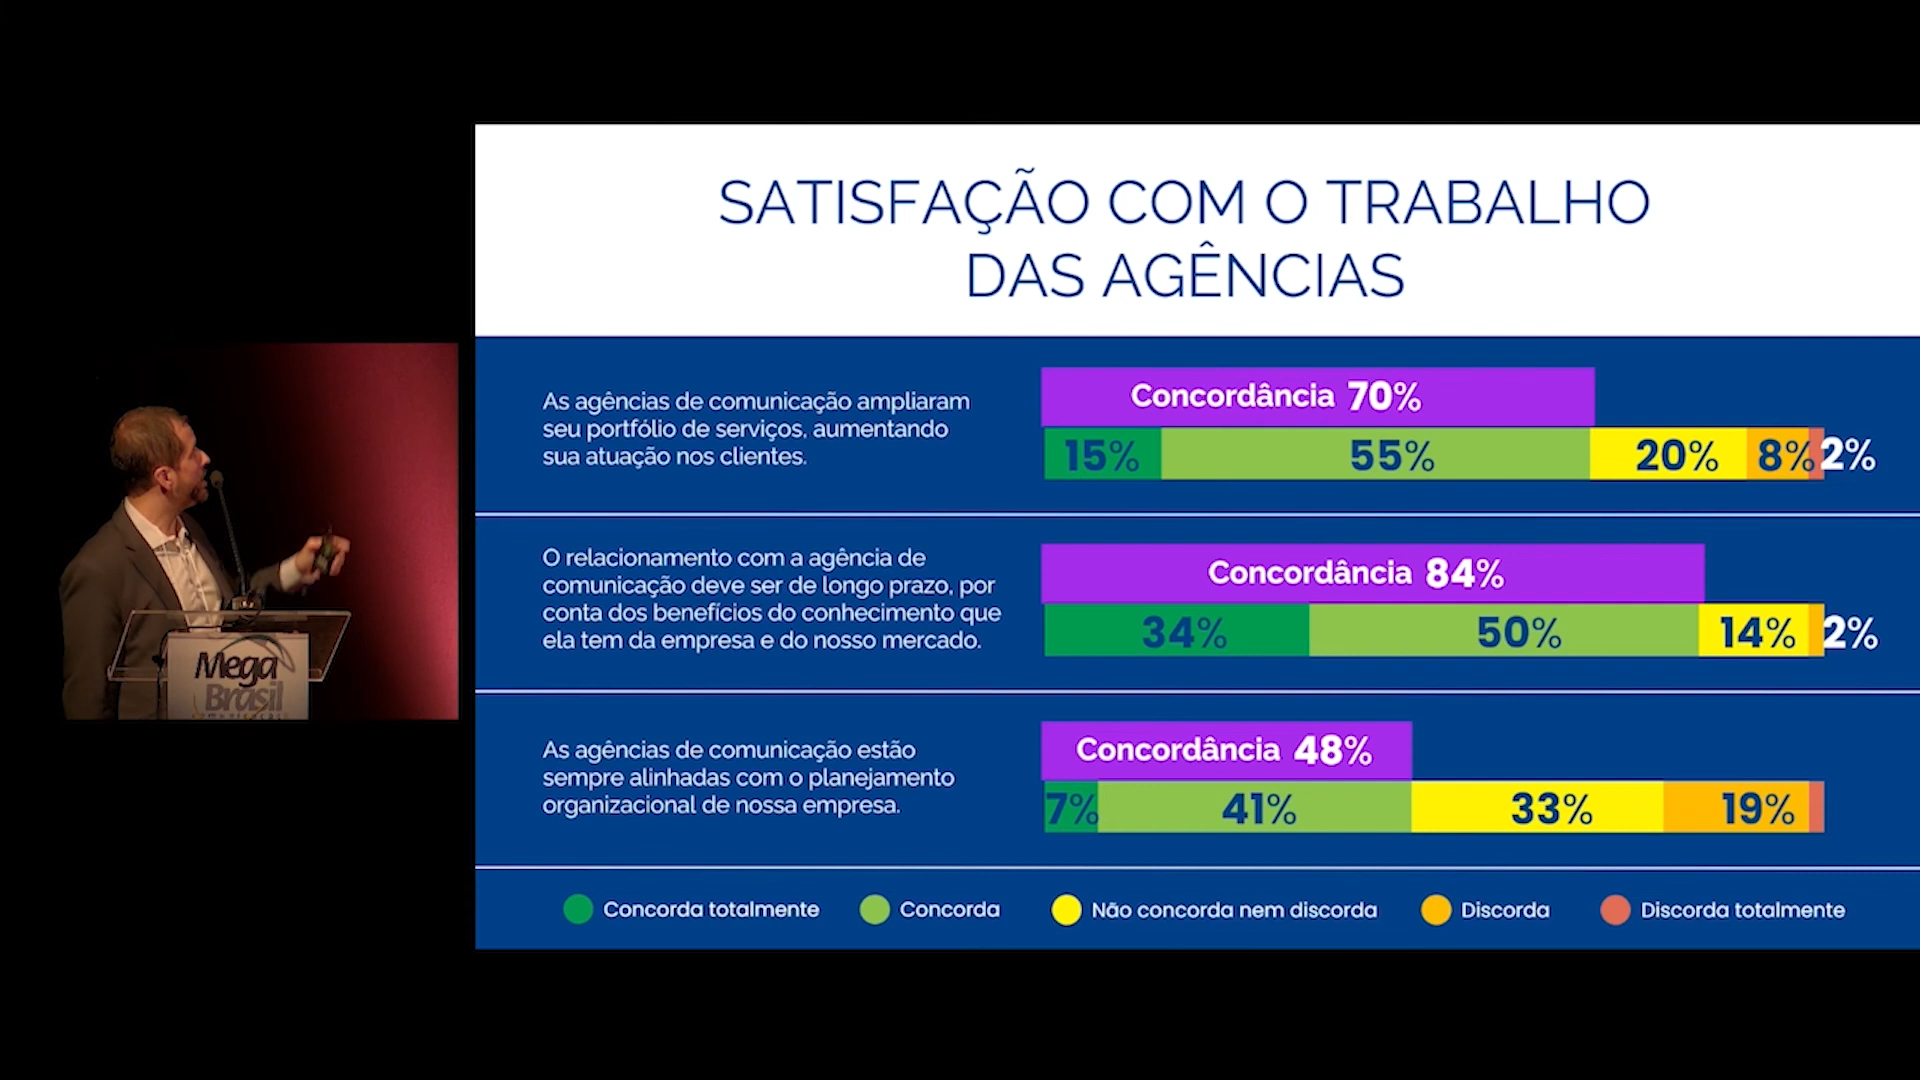 SATISFAÇÃO COM O TRABALHO
DAS AGÊNCIAS
As agências de comunicação ampliaram
seu portfólio de serviços, aumentando
sua atuação nos clientes.
Concordância 70%
15% 55% 20% 8% 2%
O relacionamento com a agência de
comunicação deve ser de longo prazo, por
conta dos benefícios do conhecimento que
ela tem da empresa e do nosso mercado.
Concordância 84%
34% 50% 14% 2%
As agências de comunicação estão
sempre alinhadas com o planejamento
organizacional de nossa empresa.
Concordância 48%
7% 41% 33% 19%
Concorda totalmente Concorda Não concorda nem discorda Discorda Discorda totalmente
Mega
Brasil